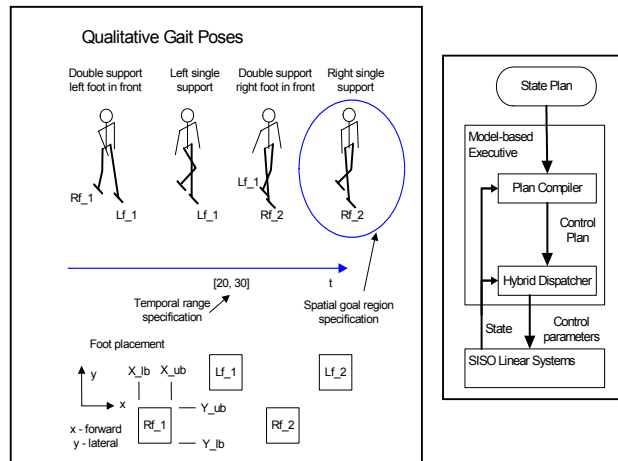 Qualitative Gait Poses
Double support
left foot in front
Left single
support
Double support
right foot in front
Right single
support
Rf_1
Lf_1
Lf_1
Lf_1
Rf_2
Rf_2
[20, 30]
t
Temporal range
specification
Spatial goal region
specification
Foot placement
y
x
x - forward
y - lateral
X_lb
X_ub
Lf_1
Lf_2
Rf_1
Y_ub
Y_lb
Rf_2
State Plan
Model-based
Executive
Plan Compiler
Control
Plan
Hybrid Dispatcher
State
Control
parameters
SISO Linear Systems